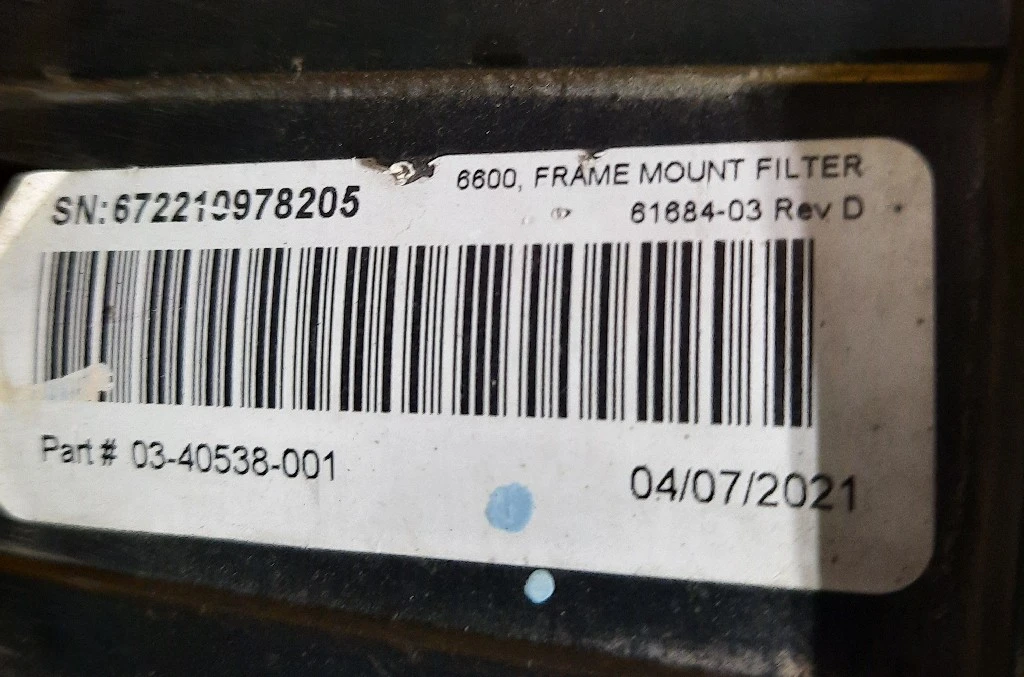 SN:672210978205
6600, FRAME MOUNT FILTER
61684-03 Rev D
Part # 03-40538-001
04/07/2021